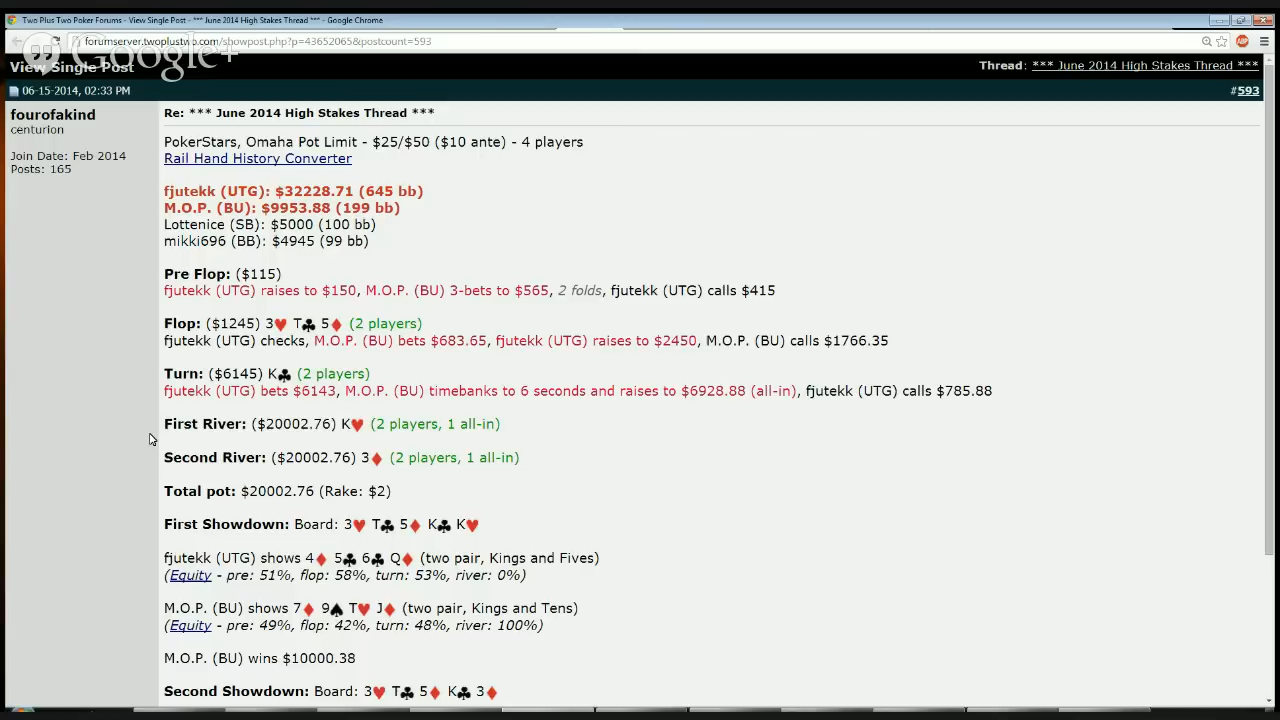 Two Plus Two Poker Forums - View Single Post - *** June 2014 High Stakes Thread *** - Google Chrome
forumserver.twoplustwo.com/showpost.php?p=43652065&postcount=593
Google+
View Single Post
Thread: *** June 2014 High Stakes Thread ***
06-15-2014, 02:33 PM
#593
fourofakind
centurion
Join Date: Feb 2014
Posts: 165
Re: *** June 2014 High Stakes Thread ***
PokerStars, Omaha Pot Limit - $25/$50 ($10 ante) - 4 players
Rail Hand History Converter
fjutekk (UTG): $32228.71 (645 bb)
M.O.P. (BU): $9953.88 (199 bb)
Lottenice (SB): $5000 (100 bb)
mikki696 (BB): $4945 (99 bb)
Pre Flop: ($115)
fjutekk (UTG) raises to $150, M.O.P. (BU) 3-bets to $565, 2 folds, fjutekk (UTG) calls $415
Flop: ($1245) 3♥ T♣ 5♦ (2 players)
fjutekk (UTG) checks, M.O.P. (BU) bets $683.65, fjutekk (UTG) raises to $2450, M.O.P. (BU) calls $1766.35
Turn: ($6145) K♣ (2 players)
fjutekk (UTG) bets $6143, M.O.P. (BU) timebanks to 6 seconds and raises to $6928.88 (all-in), fjutekk (UTG) calls $785.88
First River: ($20002.76) K♥ (2 players, 1 all-in)
Second River: ($20002.76) 3♦ (2 players, 1 all-in)
Total pot: $20002.76 (Rake: $2)
First Showdown: Board: 3♥ T♣ 5♦ K♣ K♥
fjutekk (UTG) shows 4♦ 5♣ 6♣ Q♦ (two pair, Kings and Fives)
(Equity - pre: 51%, flop: 58%, turn: 53%, river: 0%)
M.O.P. (BU) shows 7♦ 9♠ T♥ J♦ (two pair, Kings and Tens)
(Equity - pre: 49%, flop: 42%, turn: 48%, river: 100%)
M.O.P. (BU) wins $10000.38
Second Showdown: Board: 3♥ T♣ 5♦ K♣ 3♦